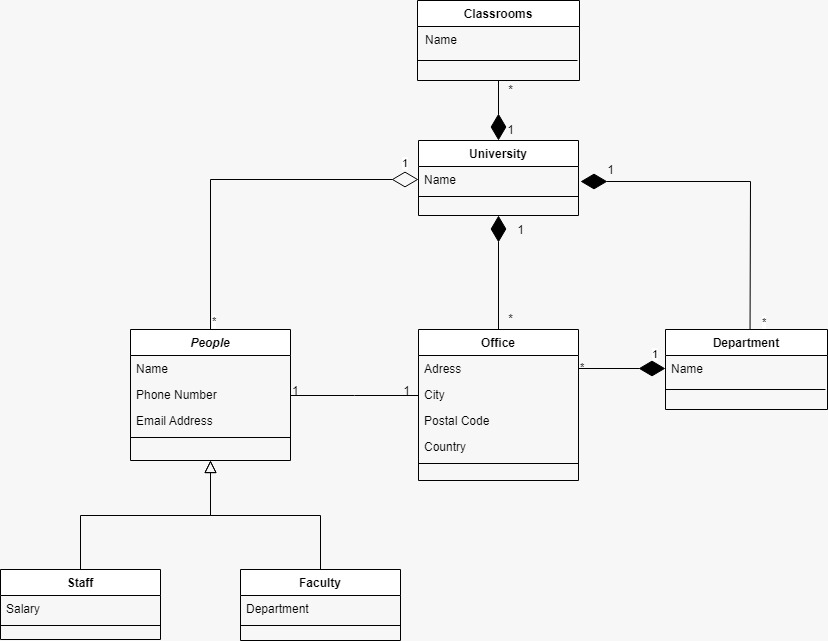 Classrooms
Name
*
1
University
Name
1
1
1
*
*
*
People
Name
Phone Number
Email Address
1
1
Office
Adress
City
Postal Code
Country
*
1
Department
Name
Staff
Salary
Faculty
Department